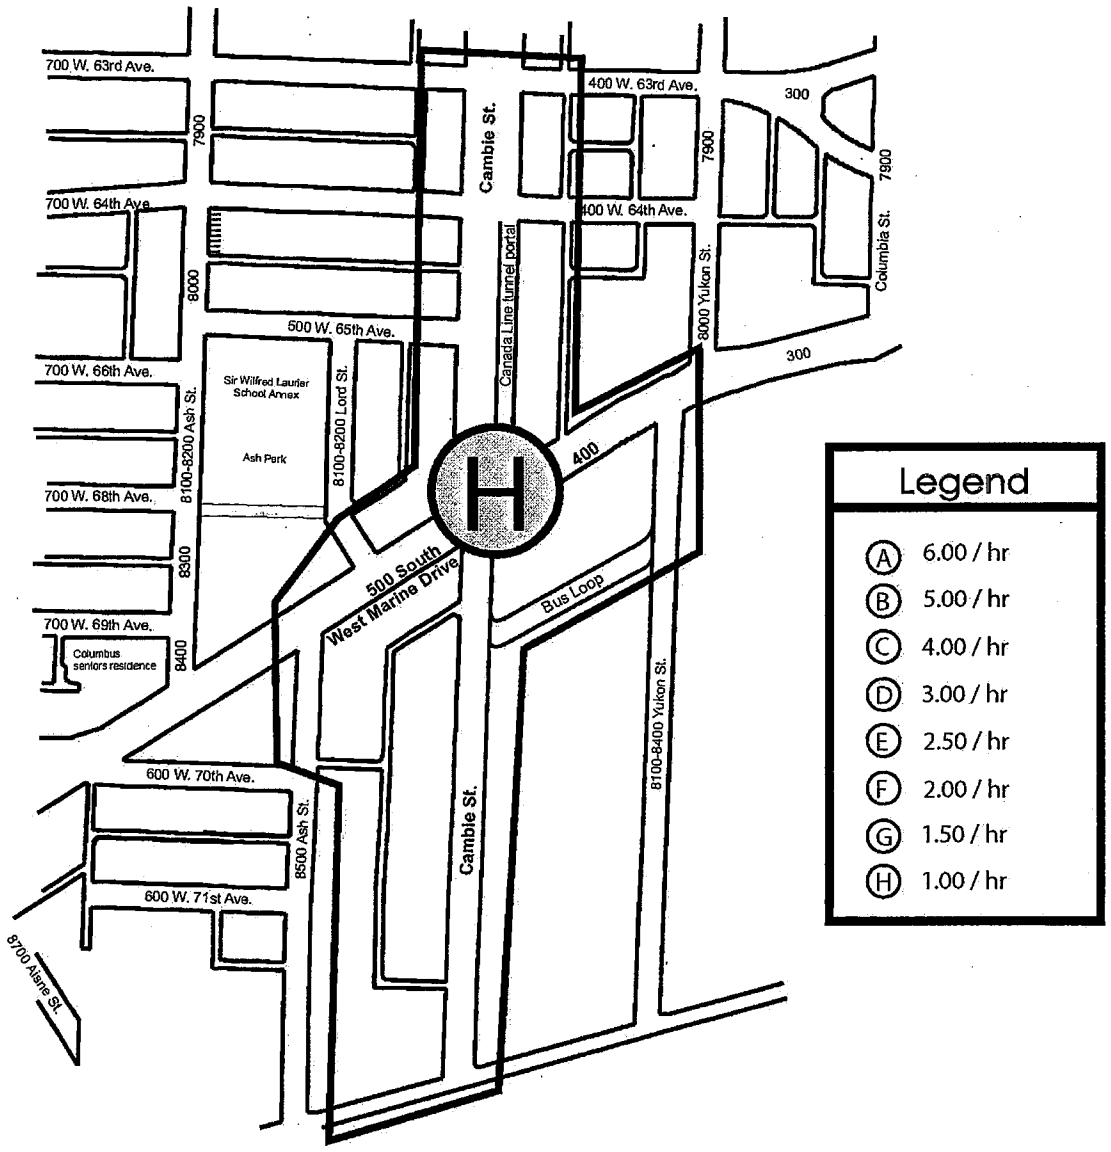 700 W. 63rd Ave.
400 W. 63rd Ave.
300
7900
Cambie St.
7900
7900
700 W. 64th Ave.
400 W. 64th Ave.
Columbia St.
8000
Canada Line tunnel portal
8000 Yukon St.
500 W. 65th Ave.
300
700 W. 66th Ave.
Sir Wilfred Laurier
School Annex
8100-8200 Ash St.
8100-8200 Lord St.
Ash Park
400
H
700 W. 68th Ave.
8300
500 South
West Marine Drive
Bus Loop
700 W. 69th Ave.
8400
Columbus
seniors residence
8100-8400 Yukon St.
600 W. 70th Ave.
8500 Ash St.
Cambie St.
600 W. 71st Ave.
8700 Aisne St.
Legend
A 6.00 / hr
B 5.00 / hr
C 4.00 / hr
D 3.00 / hr
E 2.50 / hr
F 2.00 / hr
G 1.50 / hr
H 1.00 / hr